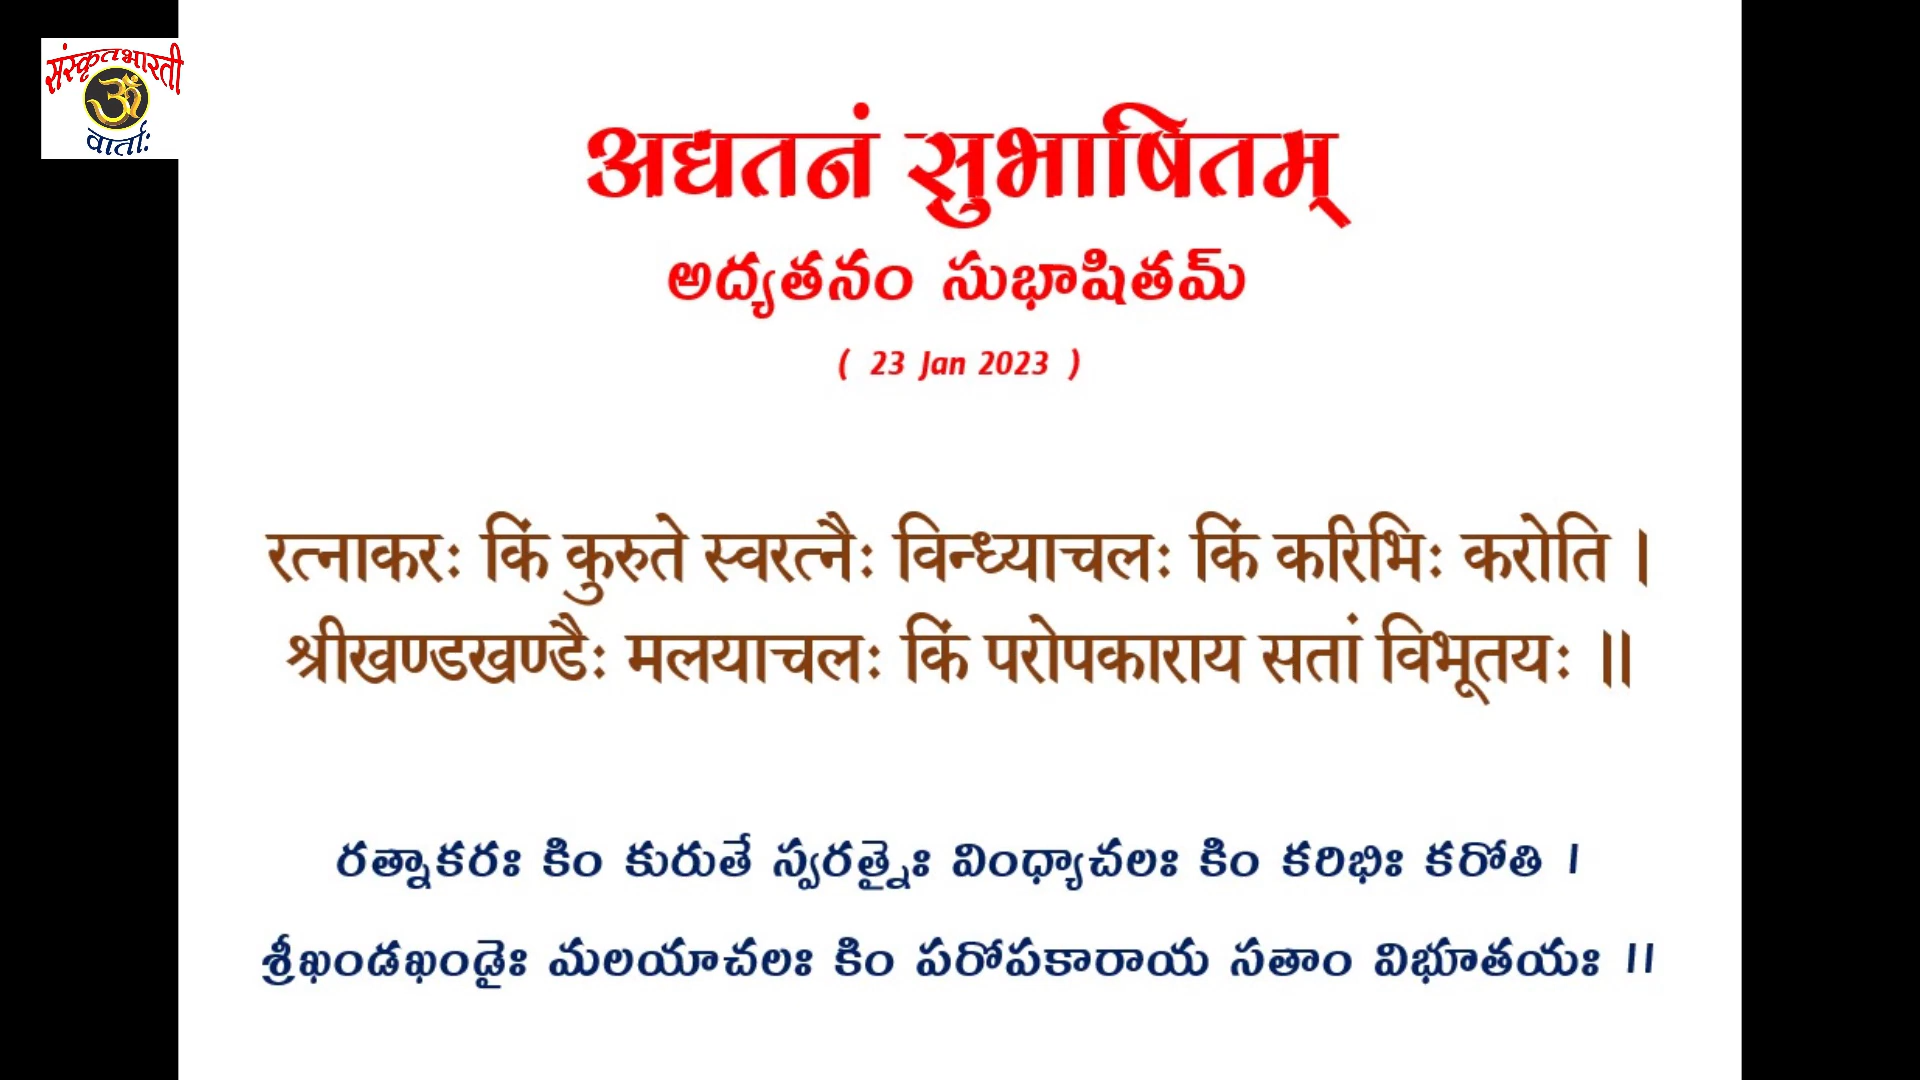 संस्कृतभारती
ॐ
वार्ताः
अद्यतनं सुभाषितम्
అద్యతనం సుభాషితమ్
( 23 Jan 2023 )
रत्नाकरः किं कुरुते स्वरत्नैः विन्ध्याचलः किं करिभिः करोति ।
श्रीखण्डखण्डैः मलयाचलः किं परोपकाराय सतां विभूतयः ॥
రత్నాకరః కిం కురుతే స్వరత్నైః వింధ్యాచలః కిం కరిభిః కరోతి ।
శ్రీఖండఖండైః మలయాచలః కిం పరోపకారాయ సతాం విభూతయః ।।